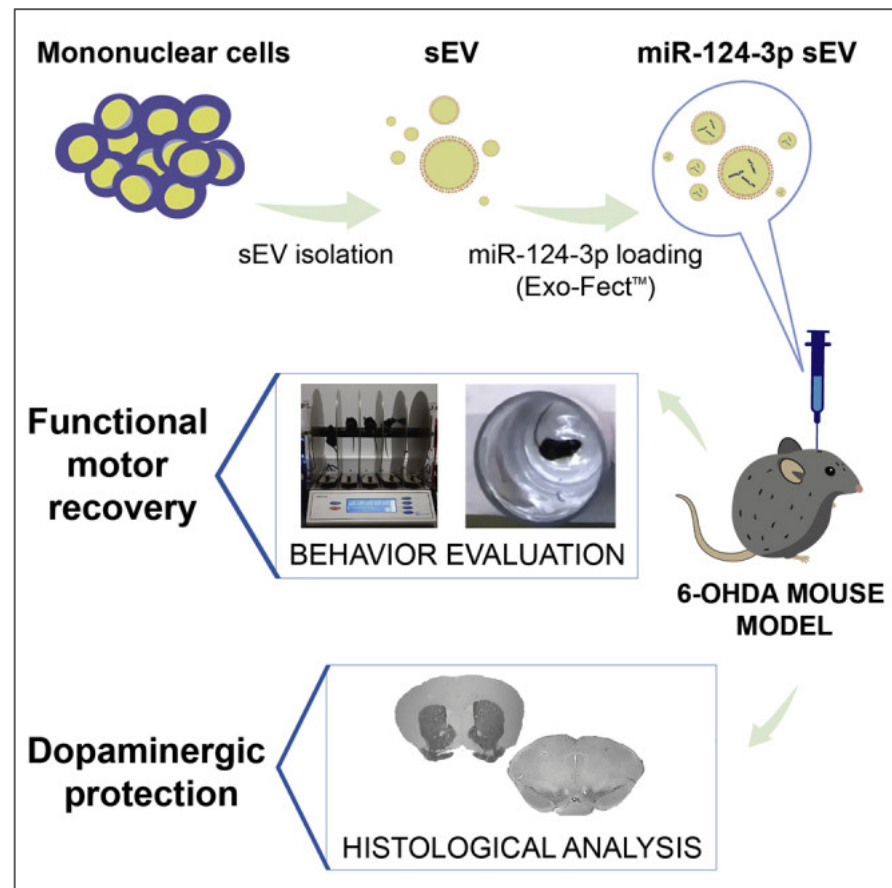 Mononuclear cells
sEV
miR-124-3p sEV
sEV isolation
miR-124-3p loading
(Exo-Fect™)
Functional
motor
recovery
BEHAVIOR EVALUATION
6-OHDA MOUSE
MODEL
Dopaminergic
protection
HISTOLOGICAL ANALYSIS